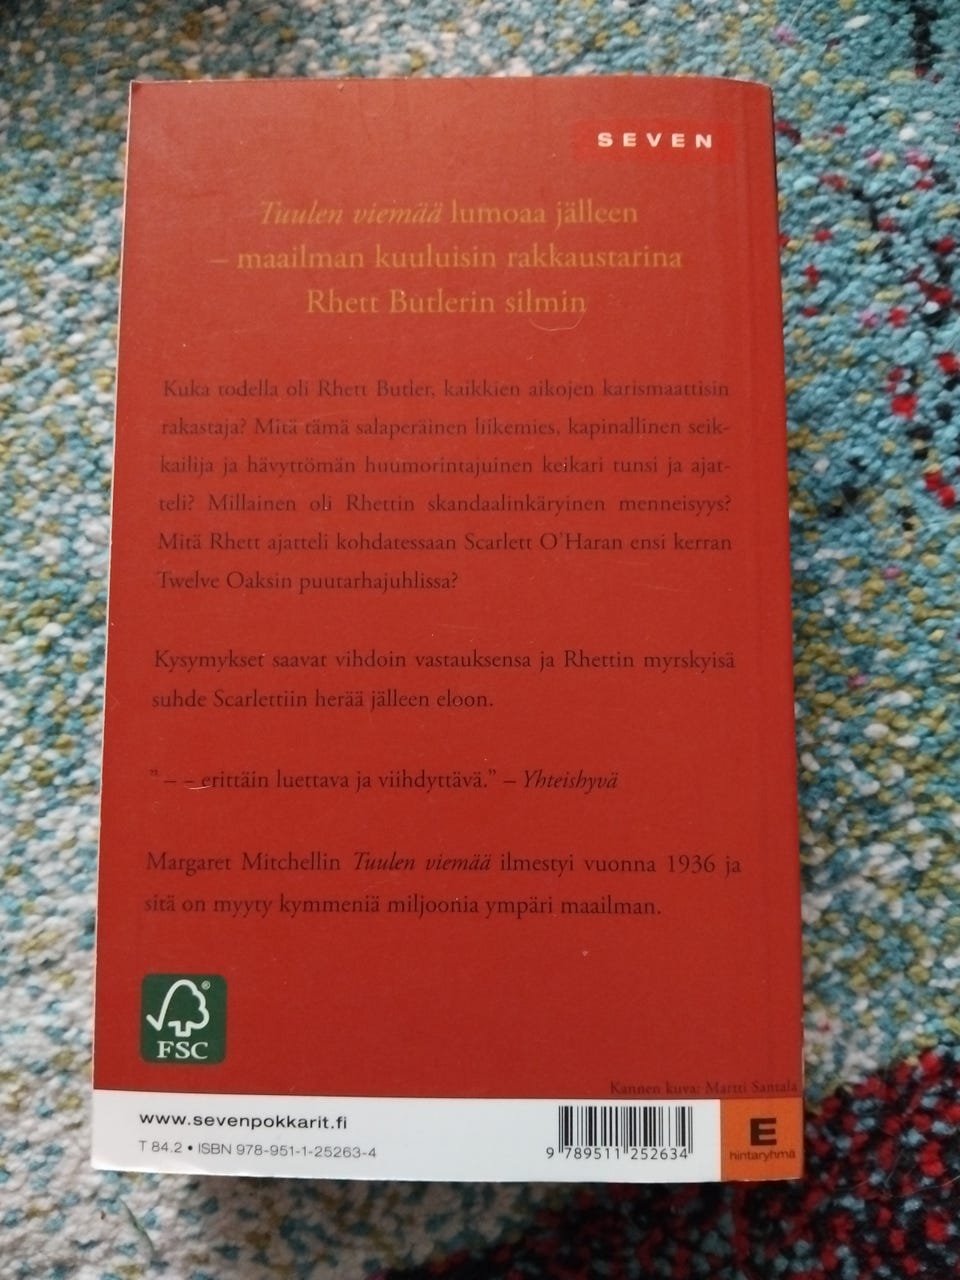 SEVEN
Tuulen viemää lumoaa jälleen
– maailman kuuluisin rakkaustarina
Rhett Butlerin silmin
Kuka todella oli Rhett Butler, kaikkien aikojen karismaattisin
rakastaja? Mitä tämä salaperäinen liikemies, kapinallinen seik-
kailija ja hävyttömän huumorintajuinen keikari tunsi ja ajat-
teli? Millainen oli Rhettin skandaalinkäryinen menneisyys?
Mitä Rhett ajatteli kohdatessaan Scarlett O'Haran ensi kerran
Twelve Oaksin puutarhajuhlissa?
Kysymykset saavat vihdoin vastauksensa ja Rhettin myrskyisä
suhde Scarlettiin herää jälleen eloon.
” – – erittäin luettava ja viihdyttävä.” – Yhteishyvä
Margaret Mitchellin Tuulen viemää ilmestyi vuonna 1936 ja
sitä on myyty kymmeniä miljoonia ympäri maailman.
®
FSC
Kannen kuva: Martti Santala
www.sevenpokkarit.fi
T 84.2 • ISBN 978-951-1-25263-4
9 789511 252634
E
hintaryhmä